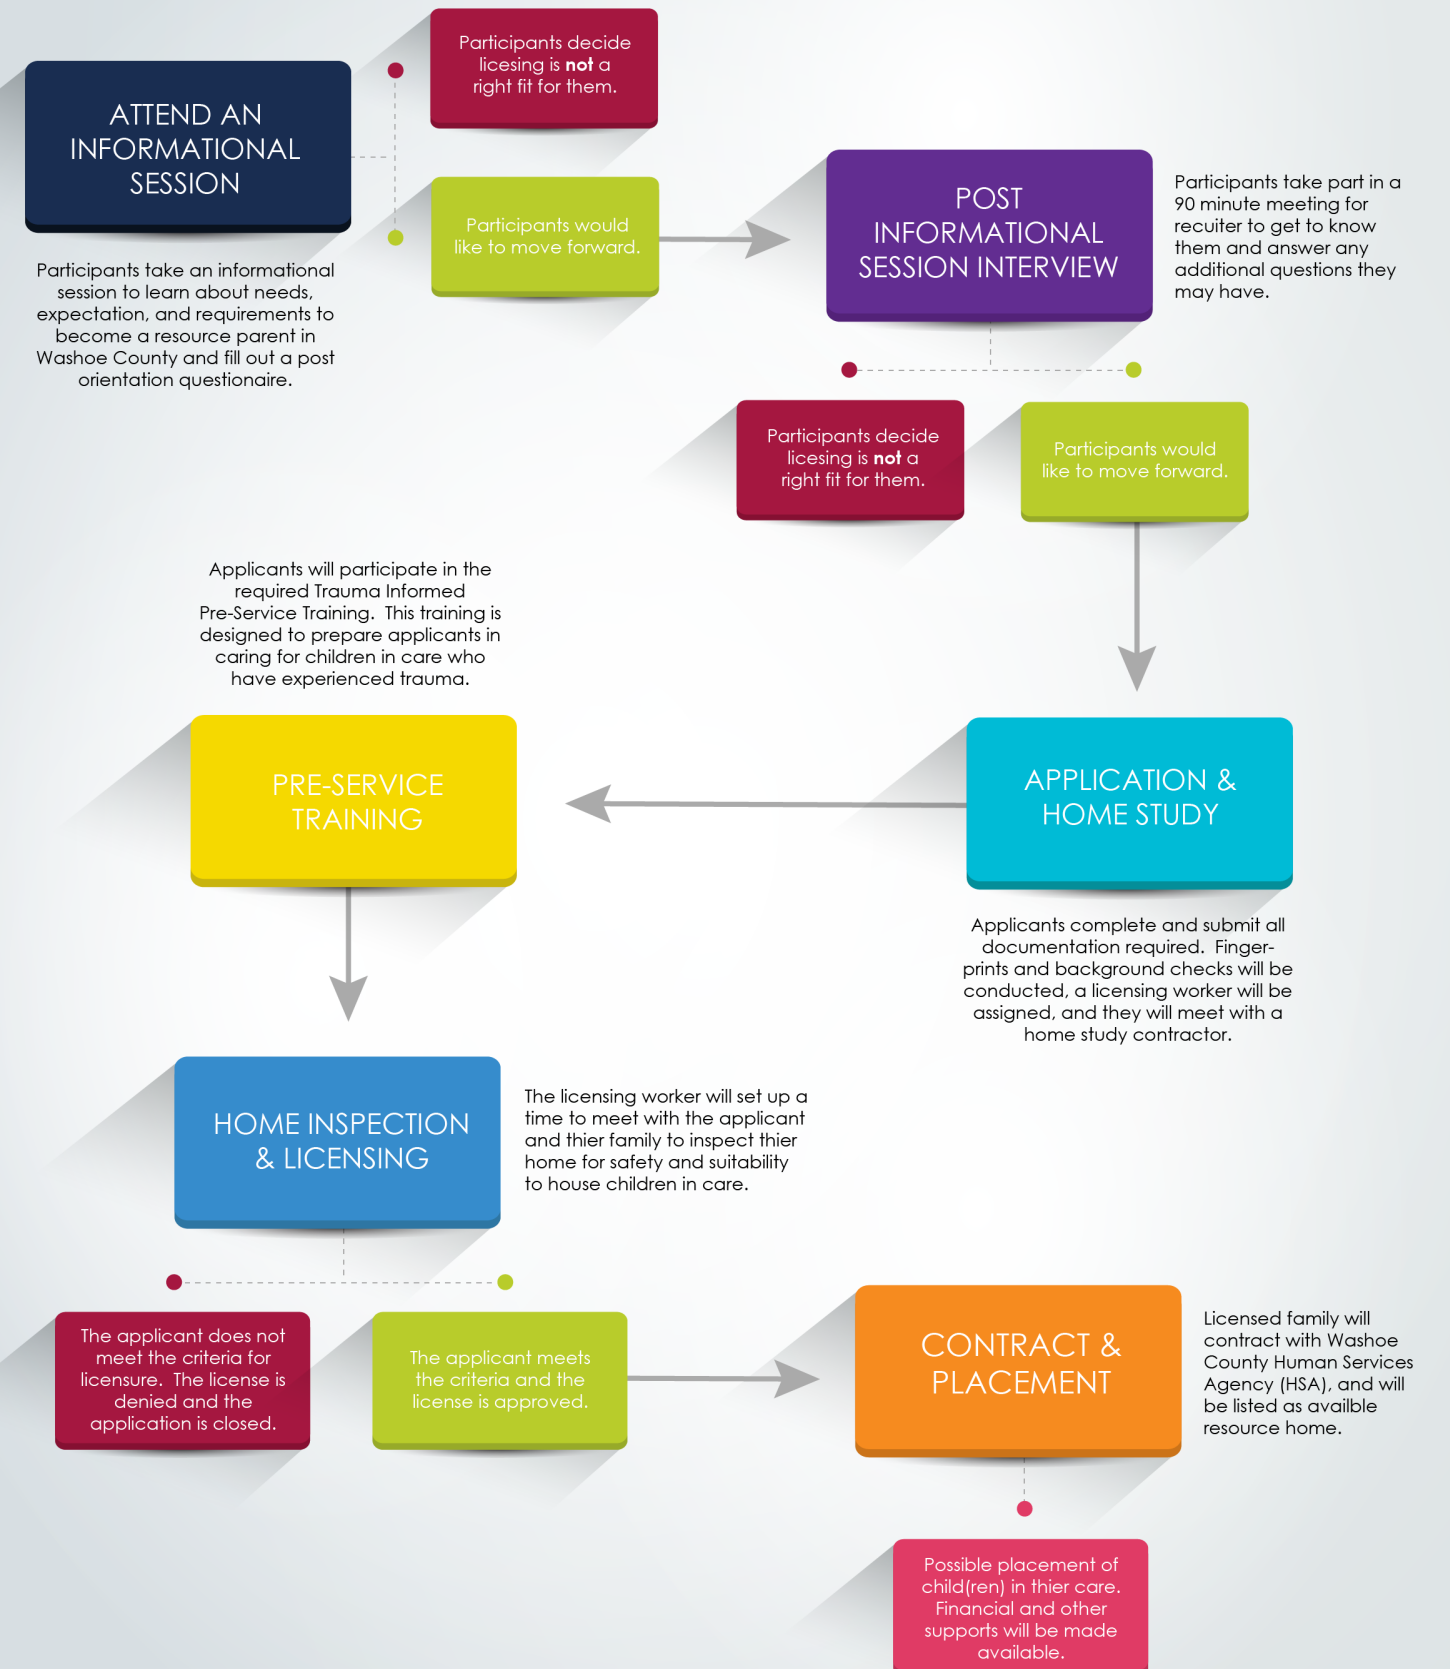 ATTEND AN
INFORMATIONAL
SESSION
Participants take an informational
session to learn about needs,
expectation, and requirements to
become a resource parent in
Washoe County and fill out a post
orientation questionaire.
Participants decide
licesing is not a
right fit for them.
Participants would
like to move forward.
POST
INFORMATIONAL
SESSION INTERVIEW
Participants take part in a
90 minute meeting for
recuiter to get to know
them and answer any
additional questions they
may have.
Participants decide
licesing is not a
right fit for them.
Participants would
like to move forward.
APPLICATION &
HOME STUDY
Applicants complete and submit all
documentation required.  Finger-
prints and background checks will be
conducted, a licensing worker will be
assigned, and they will meet with a
home study contractor.
Applicants will participate in the
required Trauma Informed
Pre-Service Training.  This training is
designed to prepare applicants in
caring for children in care who
have experienced trauma.
PRE-SERVICE
TRAINING
HOME INSPECTION
& LICENSING
The licensing worker will set up a
time to meet with the applicant
and thier family to inspect thier
home for safety and suitability
to house children in care.
The applicant does not
meet the criteria for
licensure.  The license is
denied and the
application is closed.
The applicant meets
the criteria and the
license is approved.
CONTRACT &
PLACEMENT
Licensed family will
contract with Washoe
County Human Services
Agency (HSA), and will
be listed as availble
resource home.
Possible placement of
child(ren) in thier care.
Financial and other
supports will be made
available.